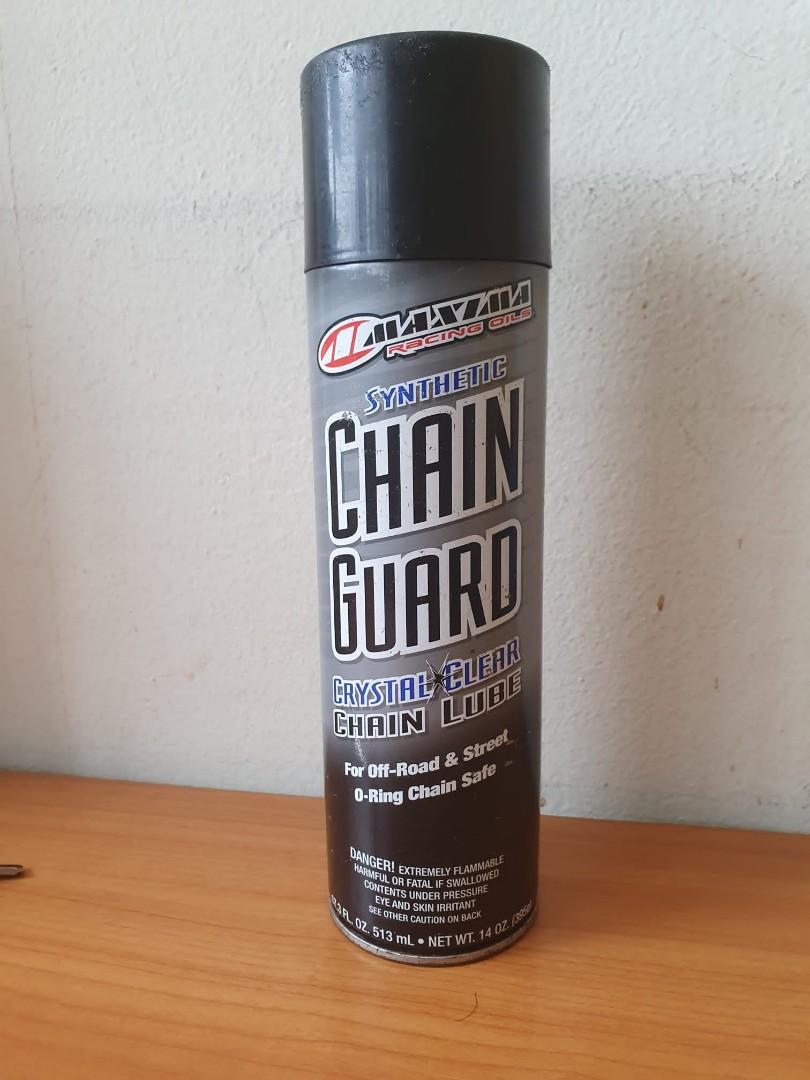 MAXIMA
RACING OILS
SYNTHETIC
CHAIN
GUARD
CRYSTAL CLEAR
CHAIN LUBE
For Off-Road & Street
O-Ring Chain Safe
DANGER! EXTREMELY FLAMMABLE
HARMFUL OR FATAL IF SWALLOWED
CONTENTS UNDER PRESSURE
EYE AND SKIN IRRITANT
SEE OTHER CAUTION ON BACK
FL. OZ. 513 mL • NET WT. 14 OZ.